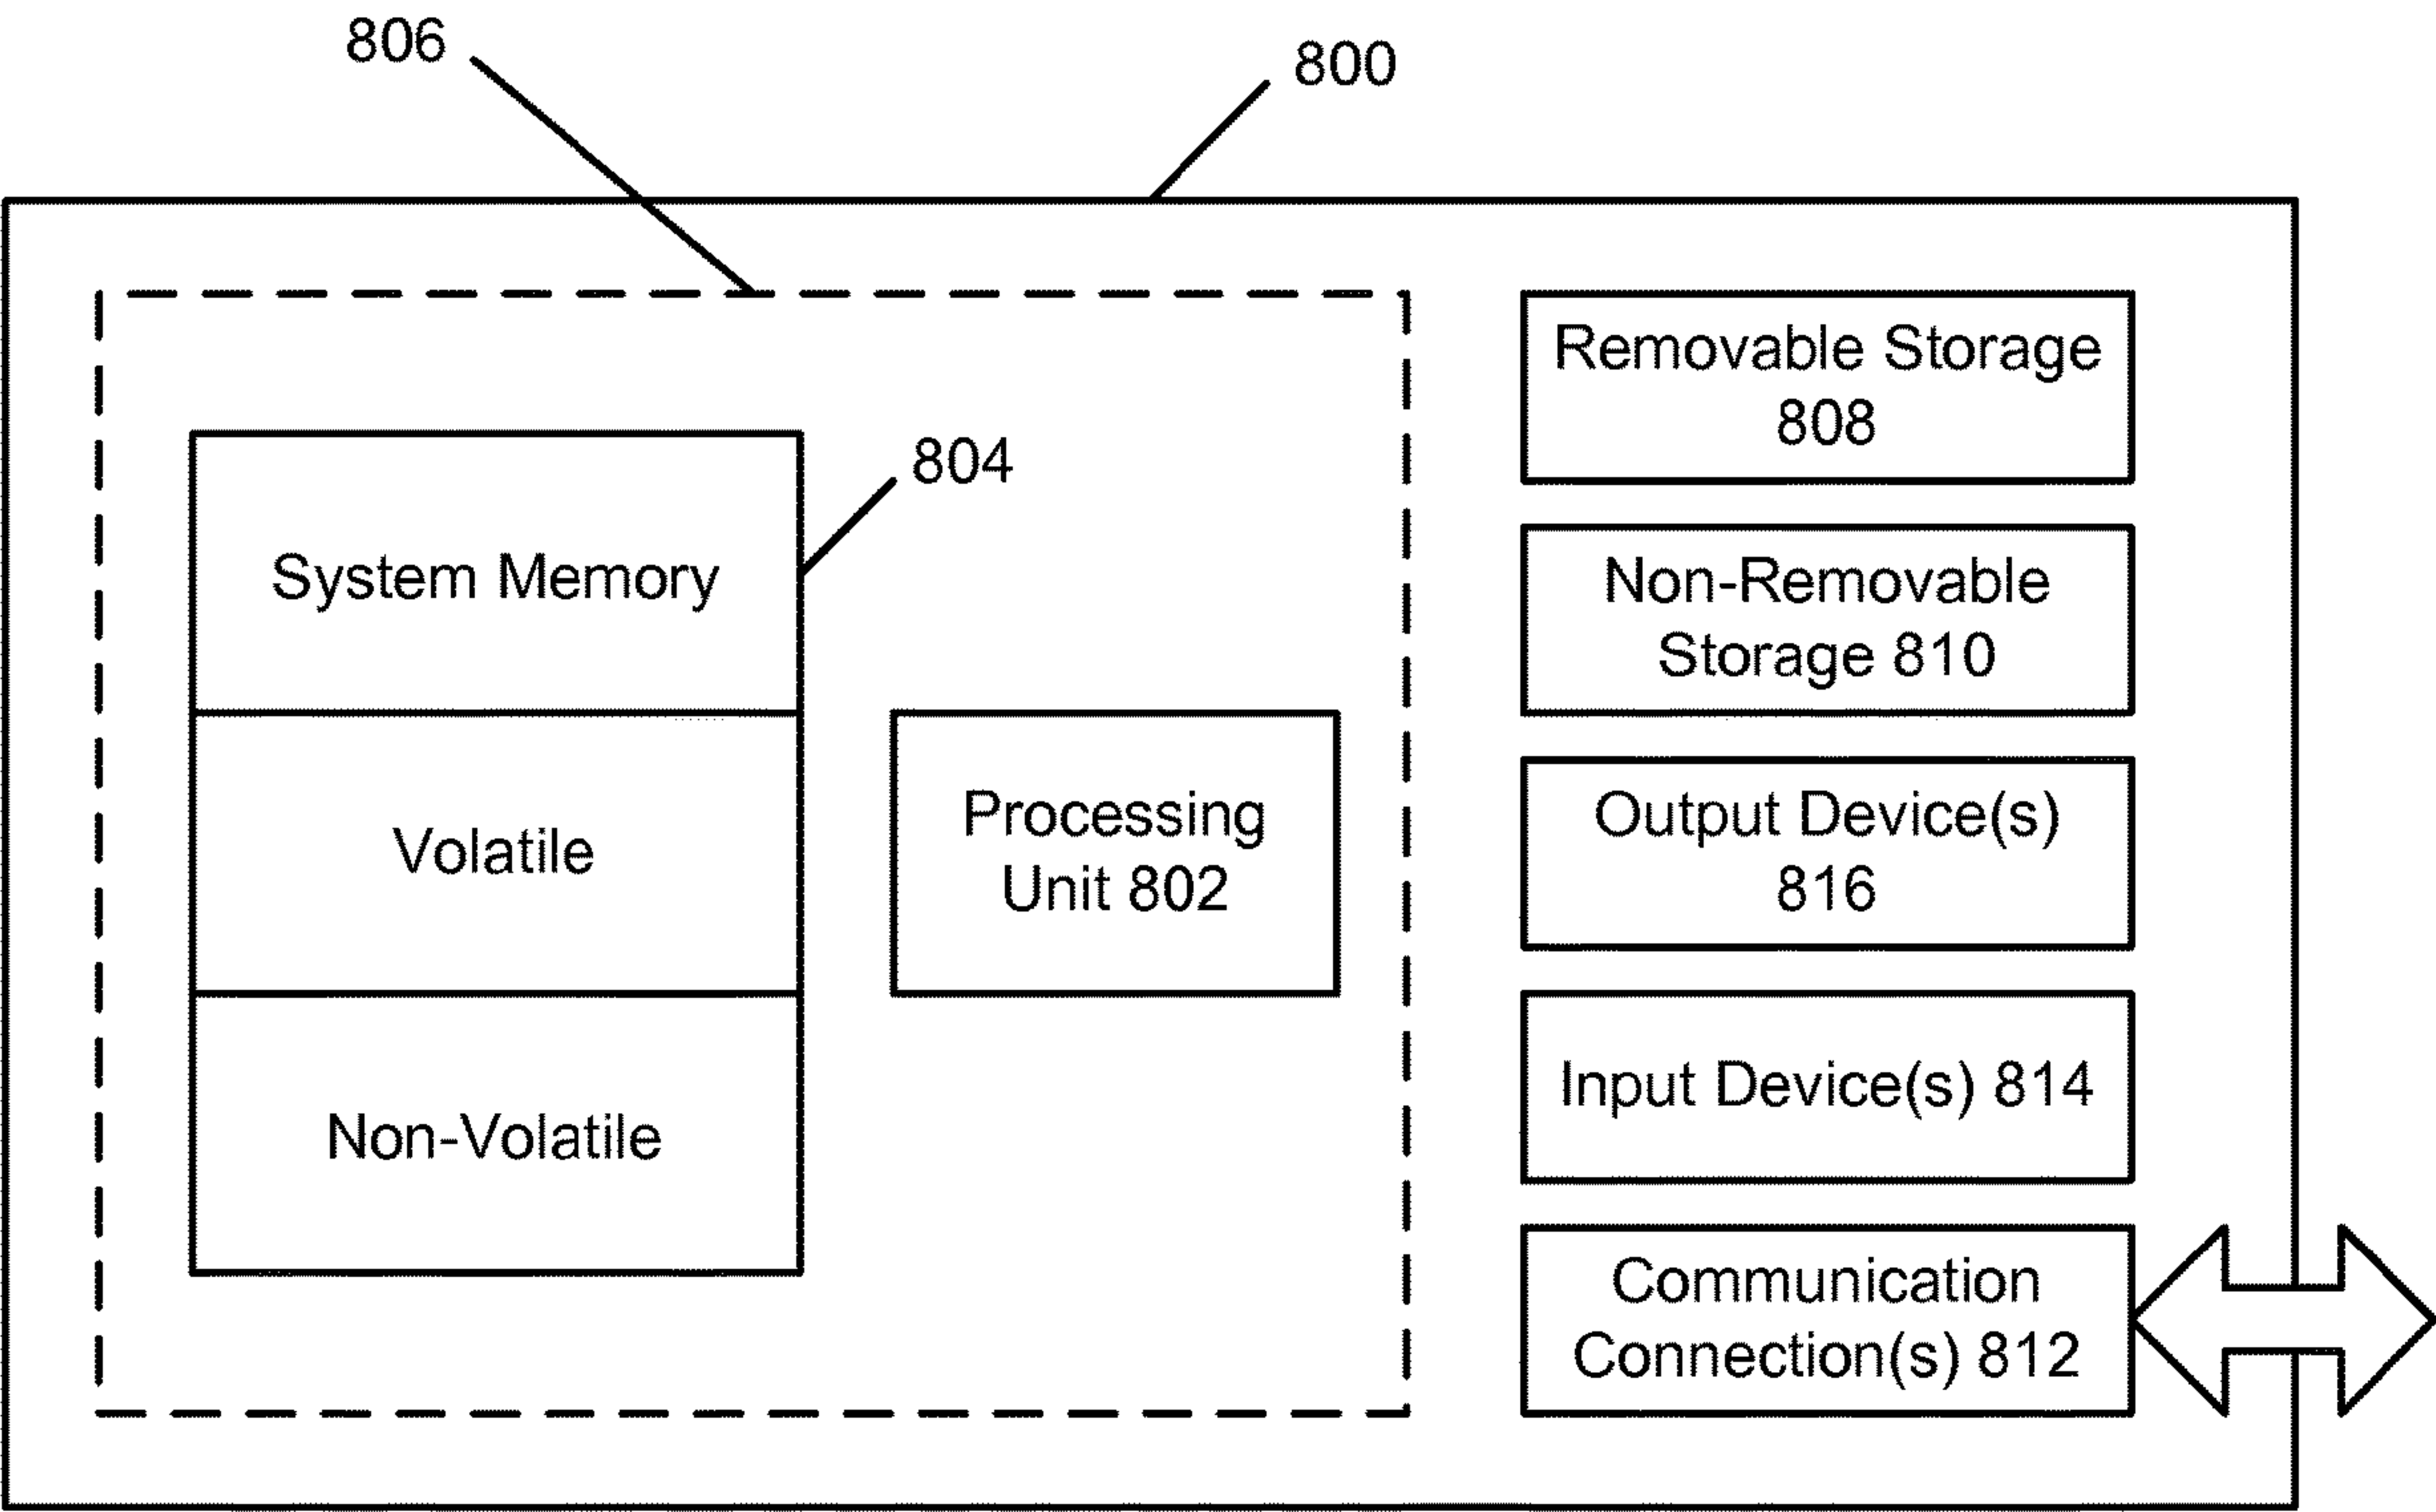 806
800
804
System Memory
Volatile
Non-Volatile
Processing
Unit 802
Removable Storage
808
Non-Removable
Storage 810
Output Device(s)
816
Input Device(s) 814
Communication
Connection(s) 812